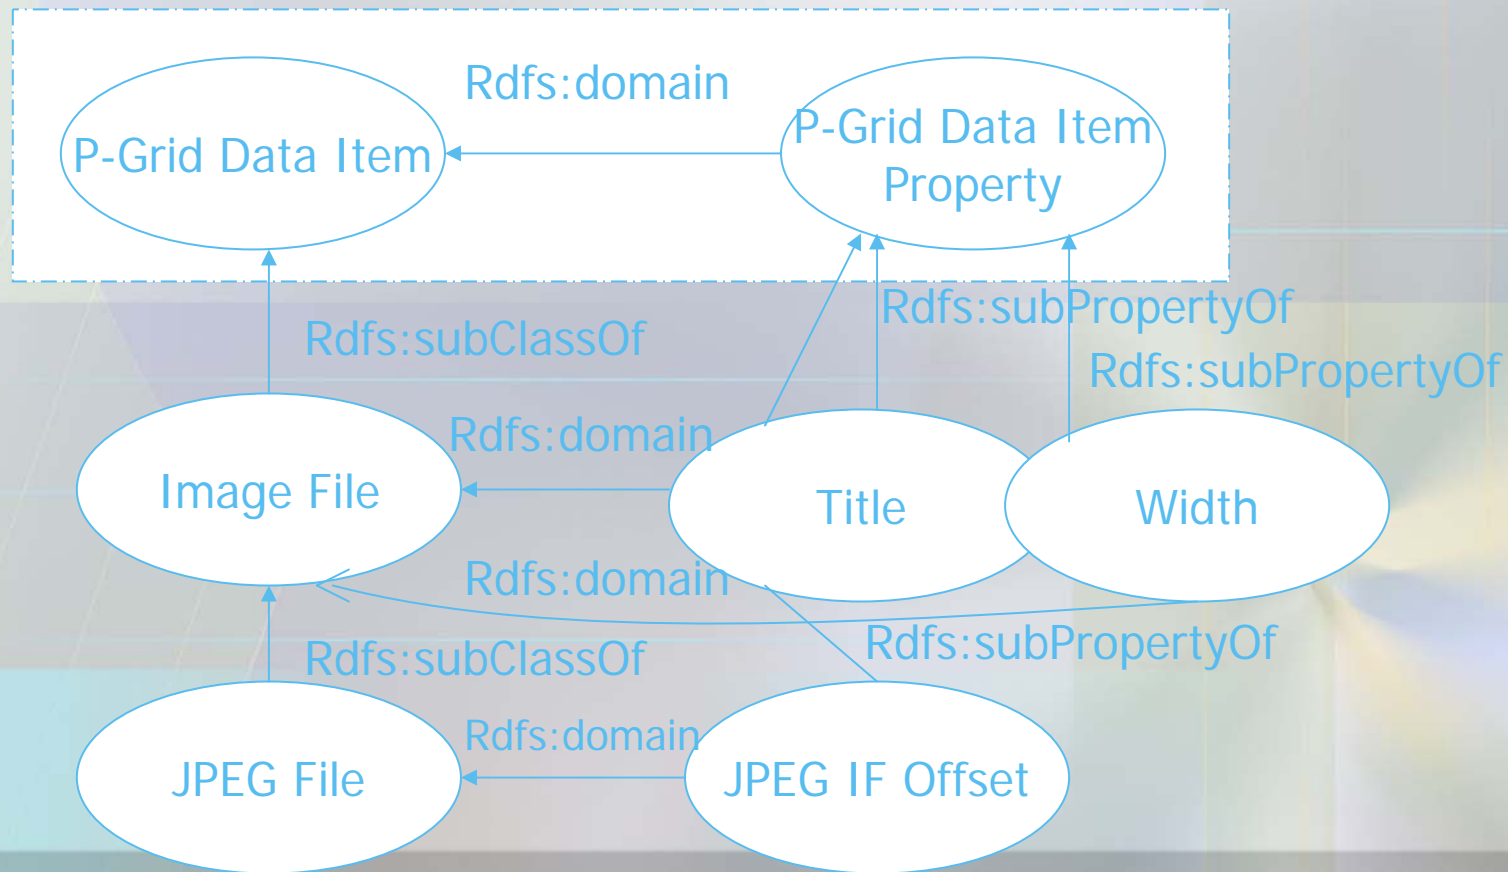 Rdfs:domain
P-Grid Data Item
P-Grid Data Item
Property
Rdfs:subPropertyOf
Rdfs:subClassOf
Rdfs:subPropertyOf
Rdfs:domain
Image File
Title
Width
Rdfs:domain
Rdfs:subPropertyOf
Rdfs:subClassOf
Rdfs:domain
JPEG File
JPEG IF Offset